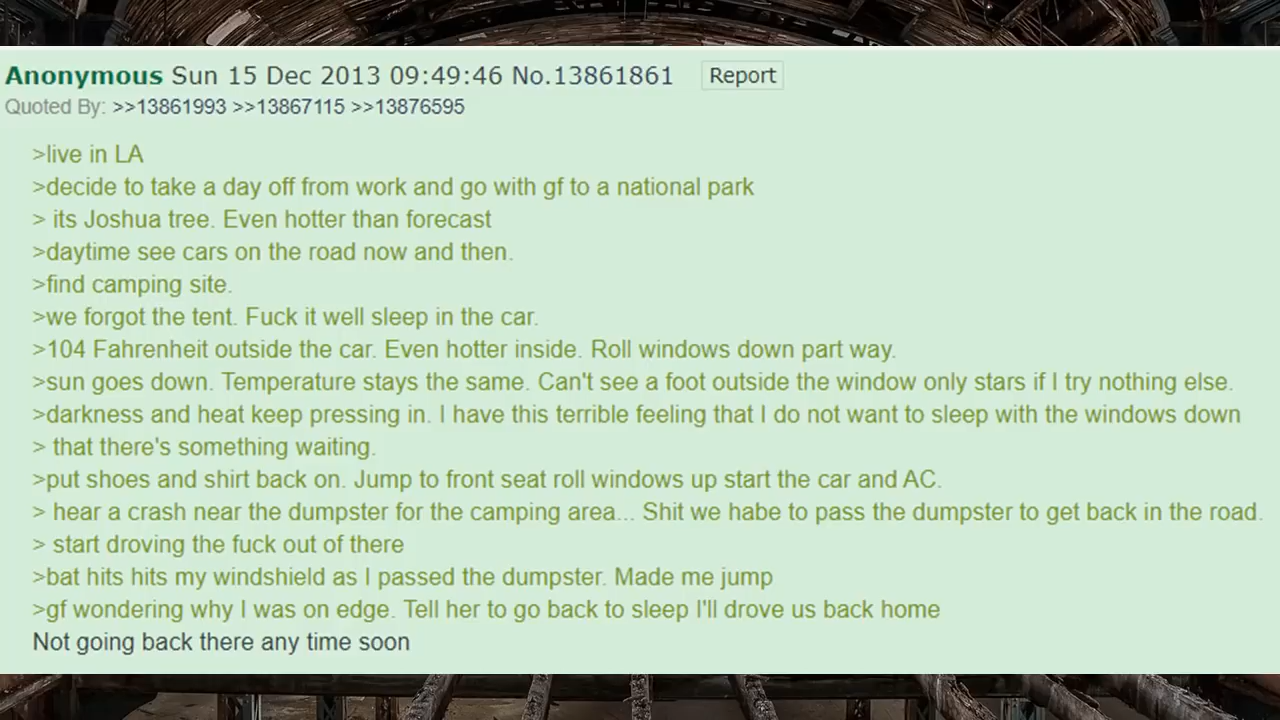 Anonymous Sun 15 Dec 2013 09:49:46 No.13861861 Report
Quoted By: >>13861993 >>13867115 >>13876595
>live in LA
>decide to take a day off from work and go with gf to a national park
> its Joshua tree. Even hotter than forecast
>daytime see cars on the road now and then.
>find camping site.
>we forgot the tent. Fuck it well sleep in the car.
>104 Fahrenheit outside the car. Even hotter inside. Roll windows down part way.
>sun goes down. Temperature stays the same. Can't see a foot outside the window only stars if I try nothing else.
>darkness and heat keep pressing in. I have this terrible feeling that I do not want to sleep with the windows down
> that there's something waiting.
>put shoes and shirt back on. Jump to front seat roll windows up start the car and AC.
> hear a crash near the dumpster for the camping area... Shit we habe to pass the dumpster to get back in the road.
> start droving the fuck out of there
>bat hits hits my windshield as I passed the dumpster. Made me jump
>gf wondering why I was on edge. Tell her to go back to sleep I'll drove us back home
Not going back there any time soon